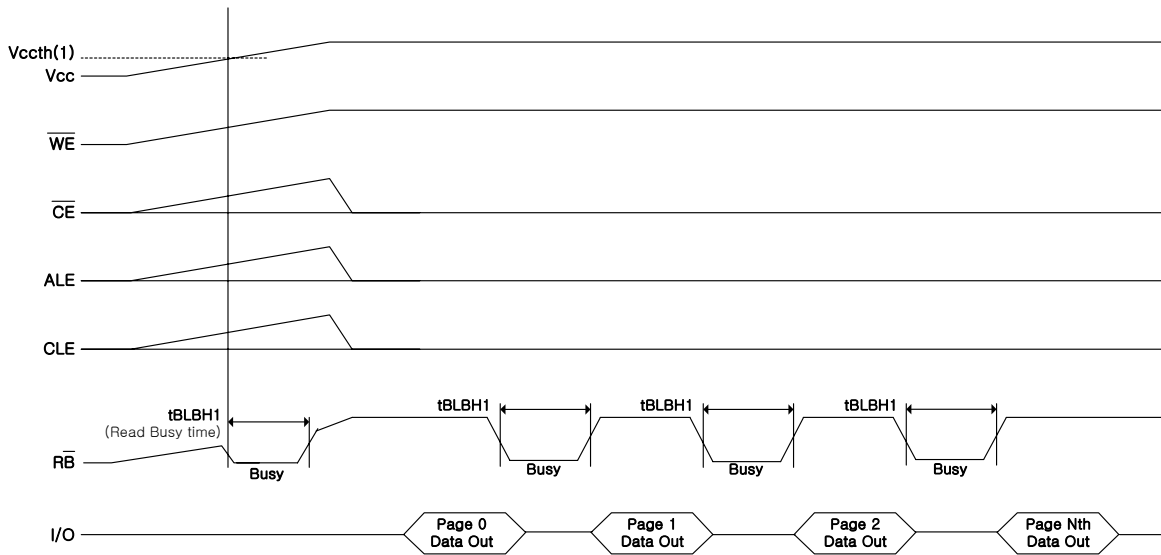 Vccth(1)
Vcc
WE
CE
ALE
CLE
tBLBH1
(Read Busy time)
tBLBH1
tBLBH1
tBLBH1
RB
Busy
Busy
Busy
Busy
I/O
Page 0
Data Out
Page 1
Data Out
Page 2
Data Out
Page Nth
Data Out